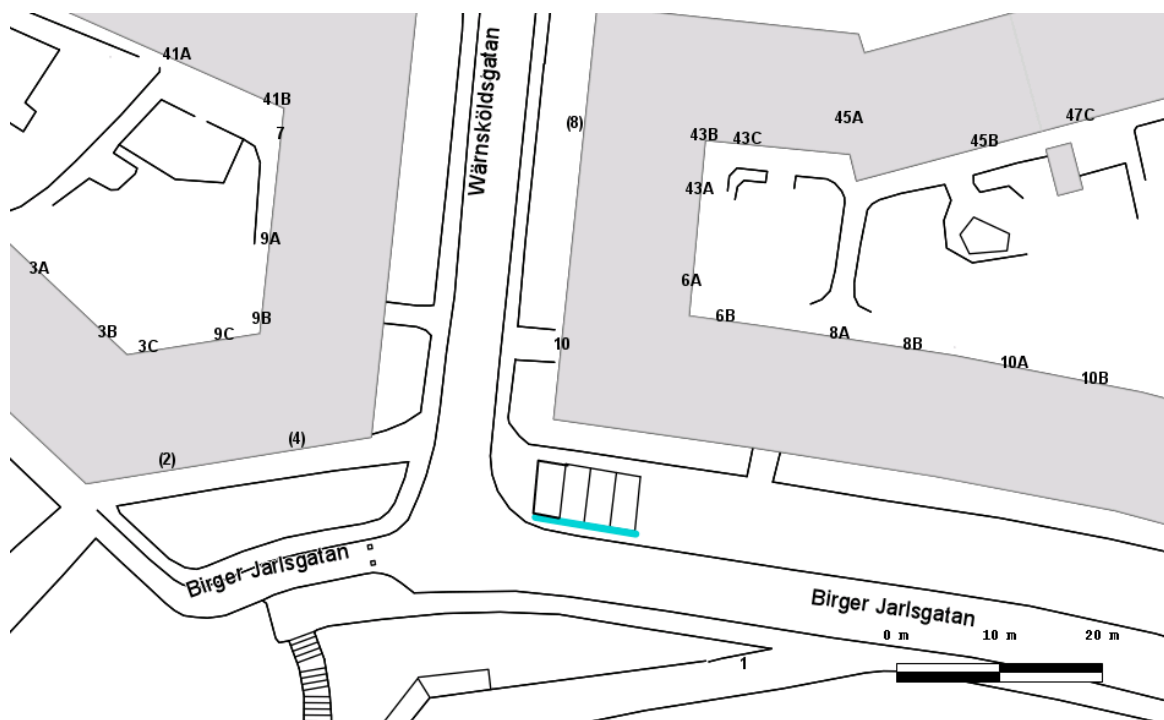 41A
41B
7
Wärnsköldsgatan
(8)
45A
47C
43B
43C
45B
43A
9A
3A
6A
9B
6B
3B
9C
3C
10
8A
8B
10A
10B
(4)
(2)
Birger Jarlsgatan
Birger Jarlsgatan
0 m 10 m 20 m
1